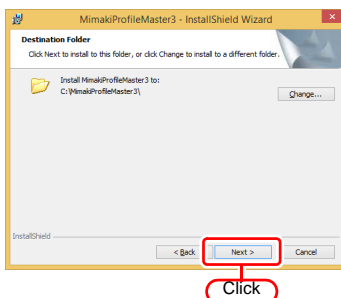 MimakiProfileMaster3 - InstallShield Wizard
Destination Folder
Click Next to install to this folder, or click Change to install to a different folder.
Install MimakiProfileMaster3 to:
C:\MimakiProfileMaster3\
Change...
InstallShield
< Back
Next >
Cancel
Click